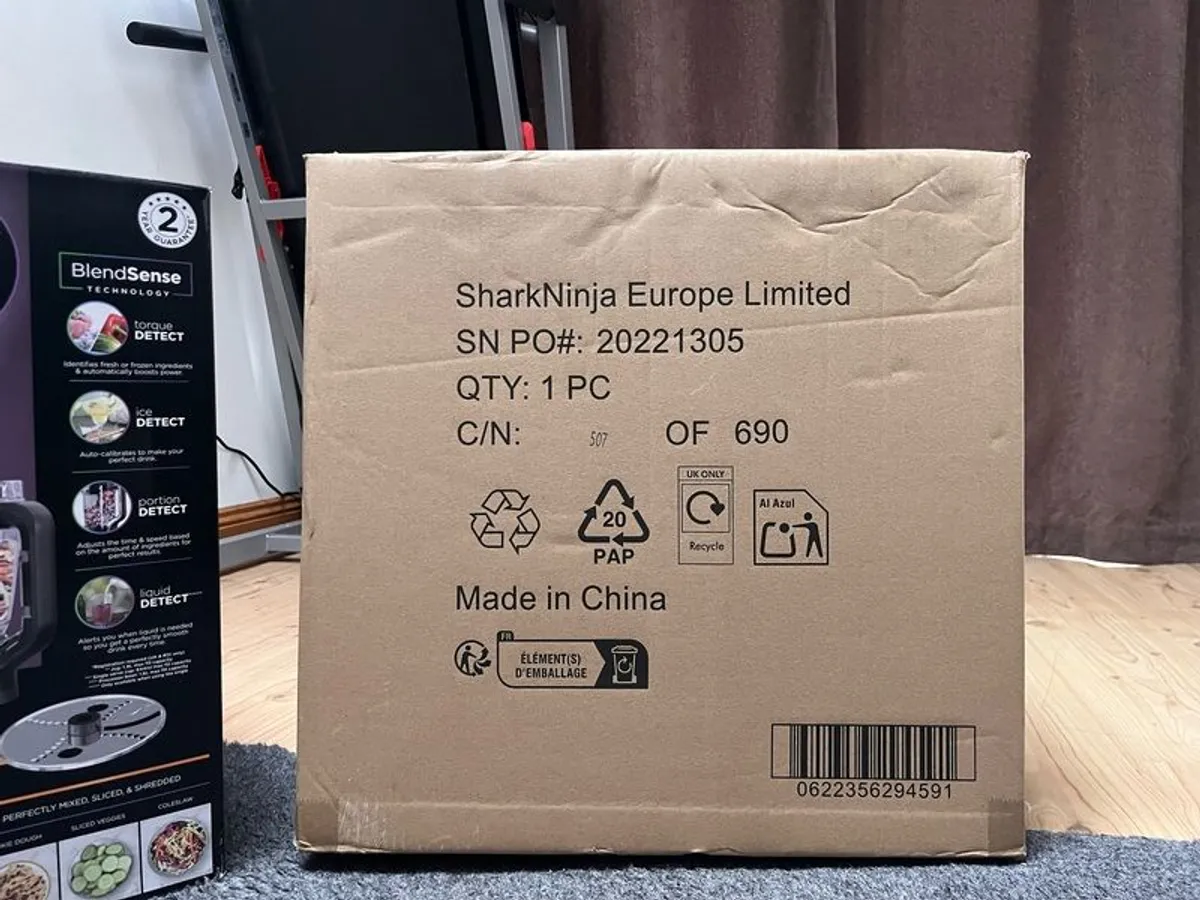 2
YEAR GUARANTEE
BlendSense
TECHNOLOGY
torque
DETECT
Identifies fresh or frozen ingredients
& automatically boosts power.
ice
DETECT
Auto-calibrates to make your
perfect drink.
portion
DETECT
Adjusts the time & speed based
on the amount of ingredients for
perfect results.
liquid
DETECT
Alerts you when liquid is needed
so you get a perfectly smooth
drink every time.
PERFECTLY MIXED, SLICED, & SHREDDED
SLICED VEGGIES
COLESLAW
DOUGH
SharkNinja Europe Limited
SN PO#: 20221305
QTY: 1 PC
C/N: 507 OF 690
20
PAP
UK ONLY
Recycle
Al Azul
Made in China
FR
ÉLÉMENT(S)
D'EMBALLAGE
0622356294591